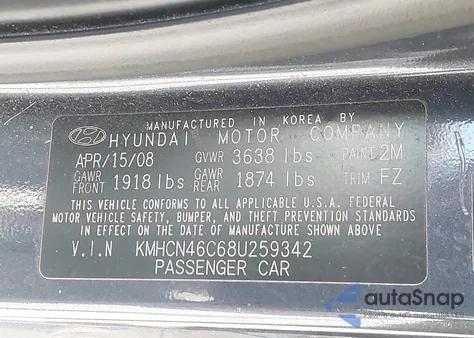 MANUFACTURED IN KOREA BY
HYUNDAI MOTOR COMPANY
APR/15/08 GVWR 3638 lbs PAINT 2M
GAWR FRONT 1918 lbs GAWR REAR 1874 lbs TRIM FZ
THIS VEHICLE CONFORMS TO ALL APPLICABLE U.S.A. FEDERAL
MOTOR VEHICLE SAFETY, BUMPER, AND THEFT PREVENTION STANDARDS
IN EFFECT ON THE DATE OF MANUFACTURE SHOWN ABOVE
V.I.N KMHCN46C68U259342
PASSENGER CAR
autoSnap